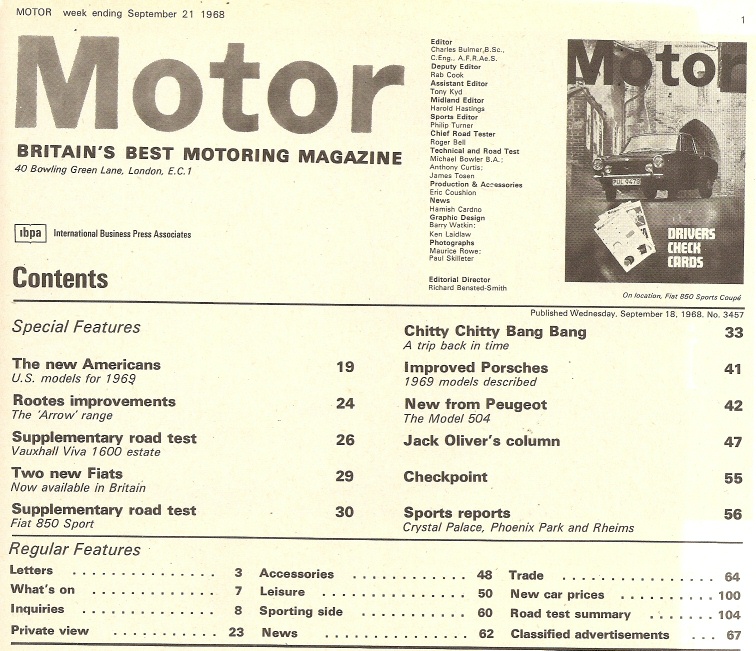 MOTOR week ending September 21 1968
1
Motor
BRITAIN'S BEST MOTORING MAGAZINE
40 Bowling Green Lane, London, E.C.1
ibpa International Business Press Associates
Editor
Charles Bulmer,B.Sc.,
C.Eng., A.F.R.Ae.S.
Deputy Editor
Rab Cook
Assistant Editor
Tony Kyd
Midland Editor
Harold Hastings
Sports Editor
Philip Turner
Chief Road Tester
Roger Bell
Technical and Road Test
Michael Bowler B.A.;
Anthony Curtis;
James Tosen
Production & Accessories
Eric Coushion
News
Hamish Cardno
Graphic Design
Barry Watkin;
Ken Laidlaw
Photographs
Maurice Rowe;
Paul Skilleter
Editorial Director
Richard Bensted-Smith
Motor
PUL 447G
DRIVERS
CHECK
CARDS
On location, Fiat 850 Sports Coupé
Contents
Published Wednesday, September 18, 1968. No. 3457
Special Features
The new Americans 19
U.S. models for 1969
Rootes improvements 24
The 'Arrow' range
Supplementary road test 26
Vauxhall Viva 1600 estate
Two new Fiats 29
Now available in Britain
Supplementary road test 30
Fiat 850 Sport
Chitty Chitty Bang Bang 33
A trip back in time
Improved Porsches 41
1969 models described
New from Peugeot 42
The Model 504
Jack Oliver's column 47
Checkpoint 55
Sports reports 56
Crystal Palace, Phoenix Park and Rheims
Regular Features
Letters . . . . . . . . . . . . . . . 3
What's on . . . . . . . . . . . . . 7
Inquiries . . . . . . . . . . . . . 8
Private view . . . . . . . . . . . 23
Accessories . . . . . . . . . . . . 48
Leisure . . . . . . . . . . . . . 50
Sporting side . . . . . . . . . . . 60
News . . . . . . . . . . . . . . 62
Trade . . . . . . . . . . . . . . 64
New car prices . . . . . . . . . 100
Road test summary . . . . . . . 104
Classified advertisements . . . 67